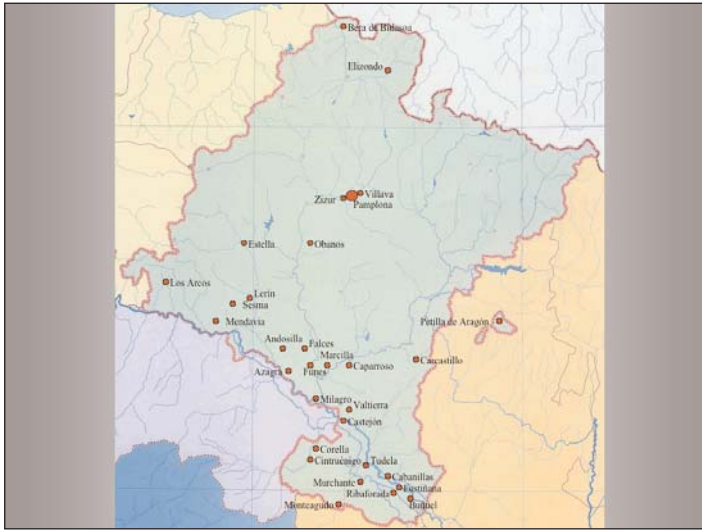 Bera de Bidasoa
Elizondo
Villava
Zizur
Pamplona
Estella
Obanos
Los Arcos
Lerín
Sesma
Mendavia
Petilla de Aragón
Andosilla
Falces
Marcilla
Carcastillo
Azagra
Funes
Caparroso
Milagro
Valtierra
Castejón
Corella
Cintruénigo
Tudela
Cabanillas
Murchante
Fustiñana
Ribaforada
Buñuel
Monteagudo